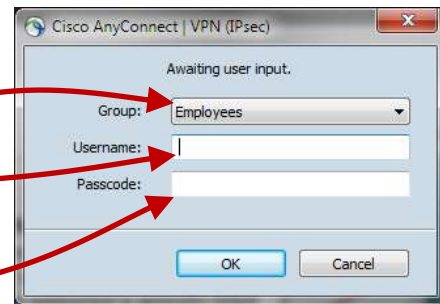 Cisco AnyConnect | VPN (IPsec)
Awaiting user input.
Group: Employees
Username:
Passcode:
OK Cancel